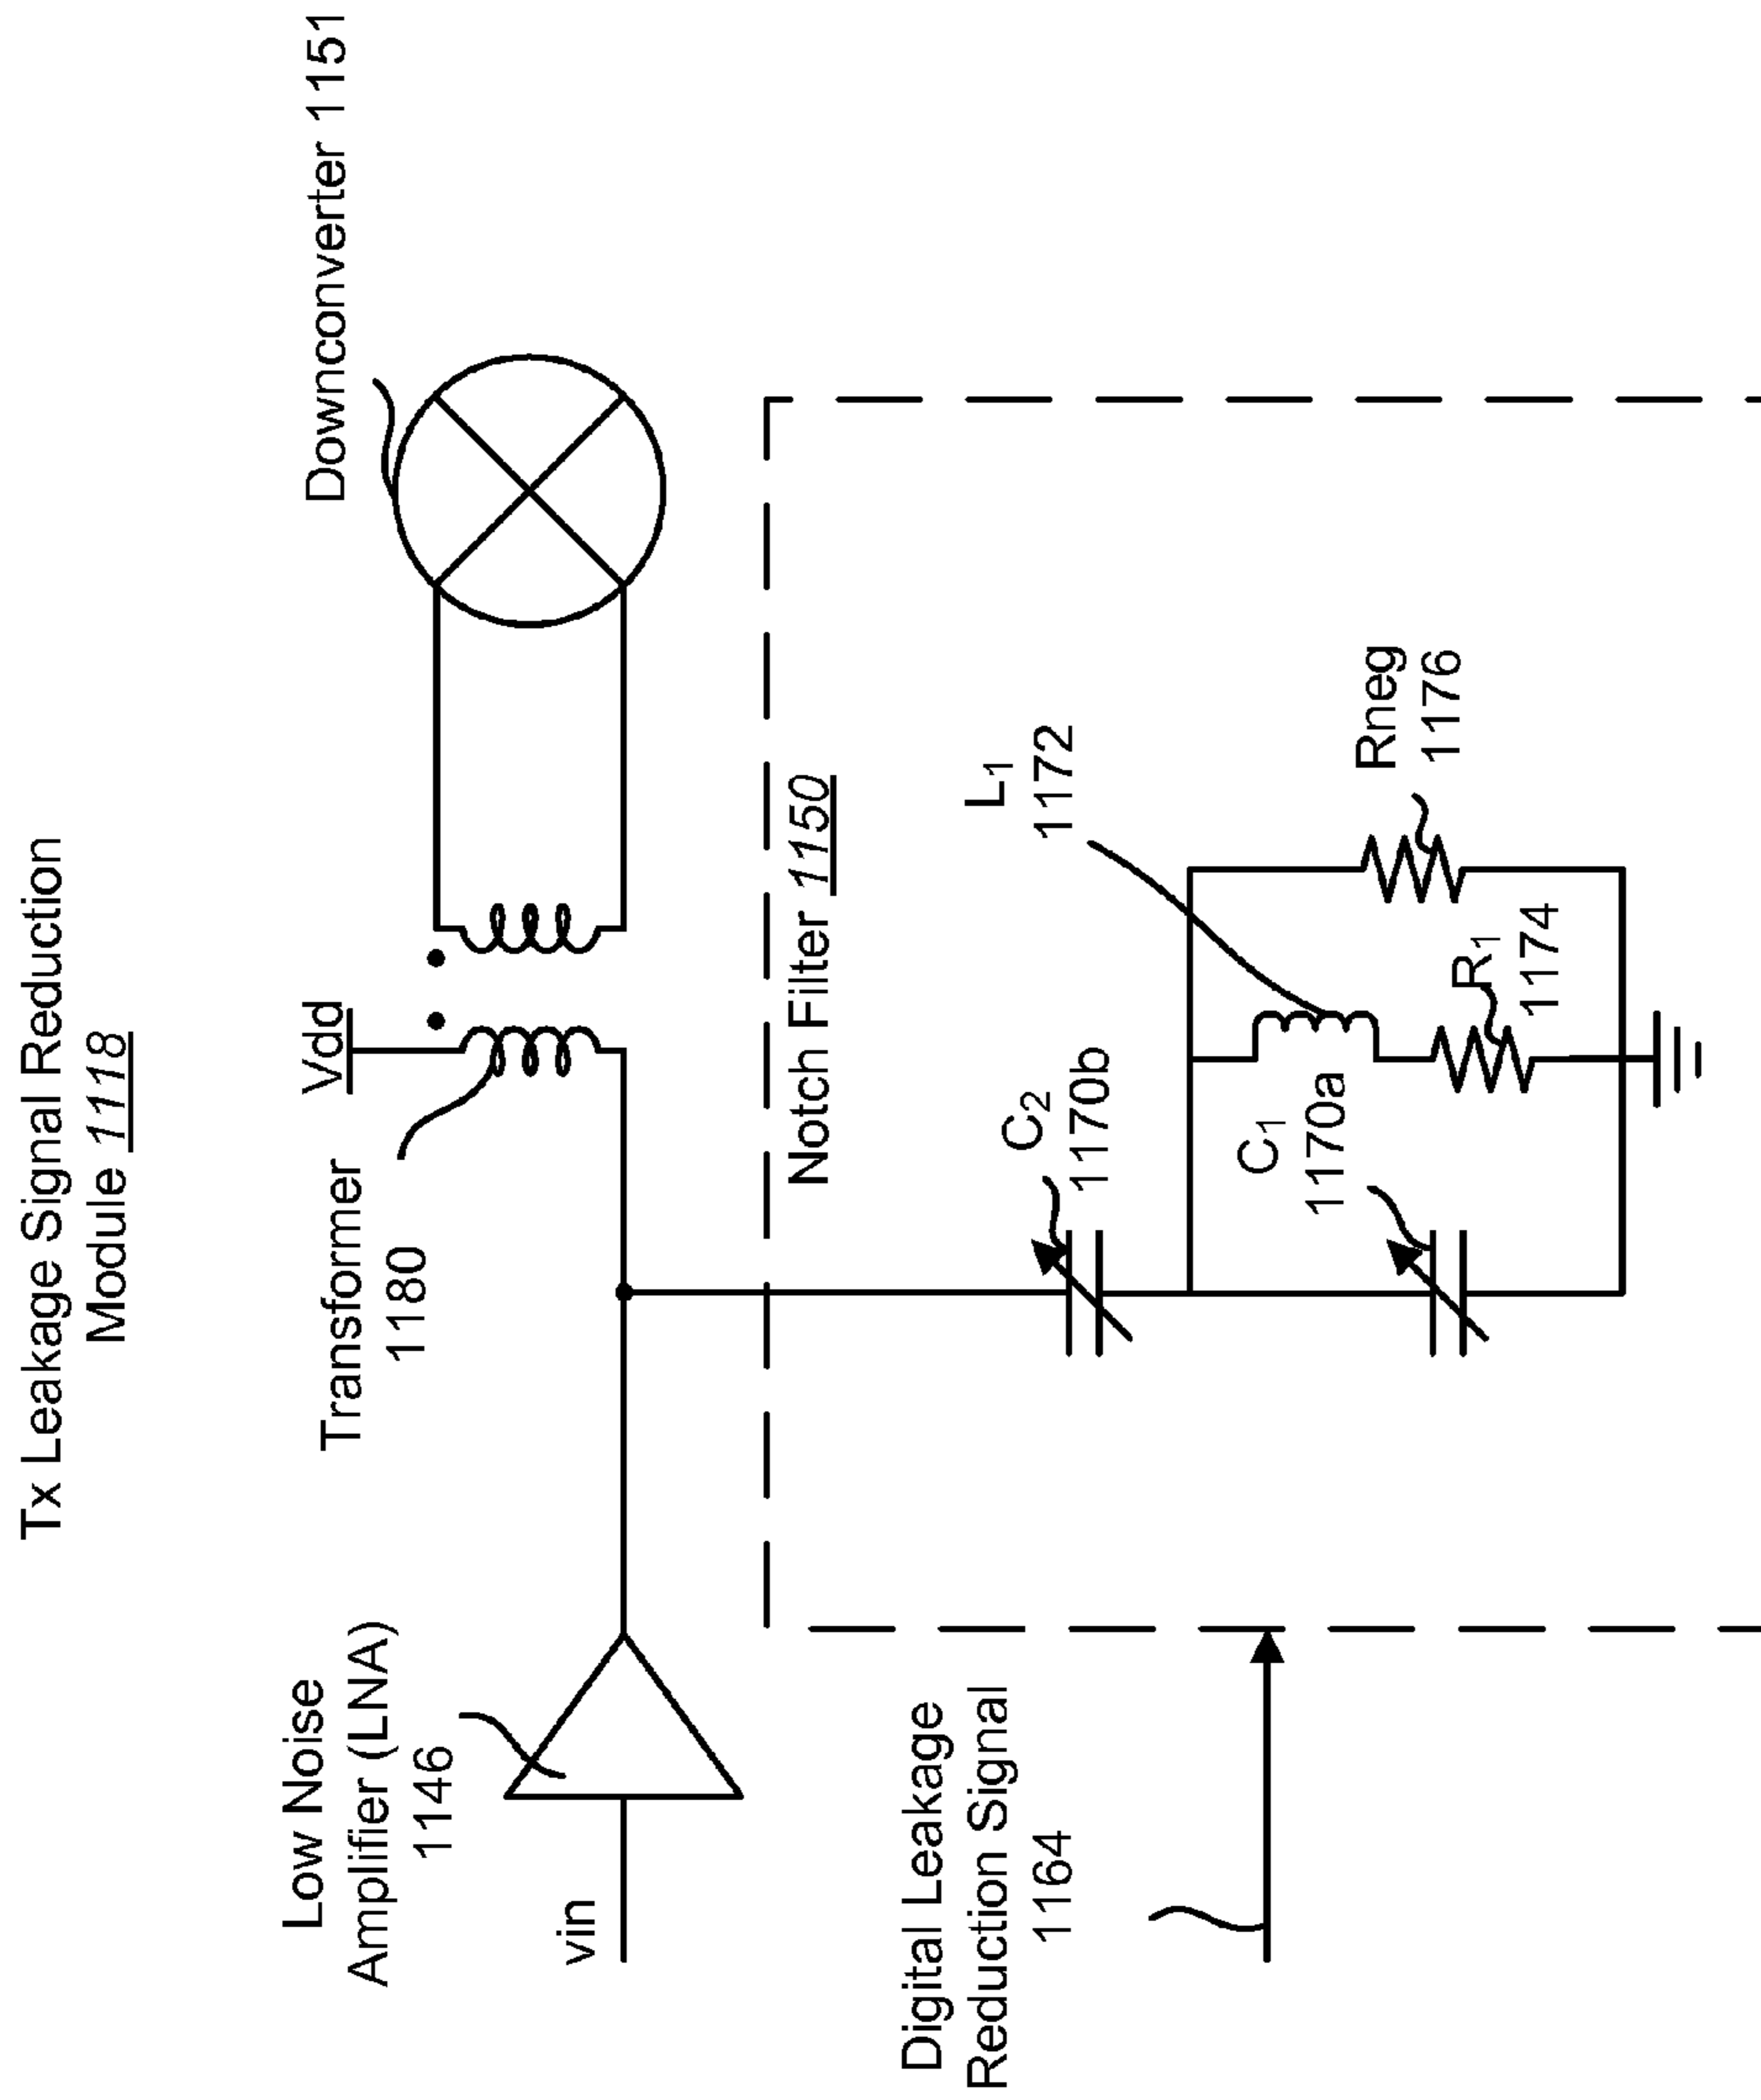 Tx Leakage Signal Reduction
Module 1118
Low Noise
Amplifier (LNA)
1146
vin
Transformer
1180
Vdd
Downconverter 1151
Notch Filter 1150
Digital Leakage
Reduction Signal
1164
C2
1170b
L1
1172
C1
1170a
R1
1174
Rneg
1176